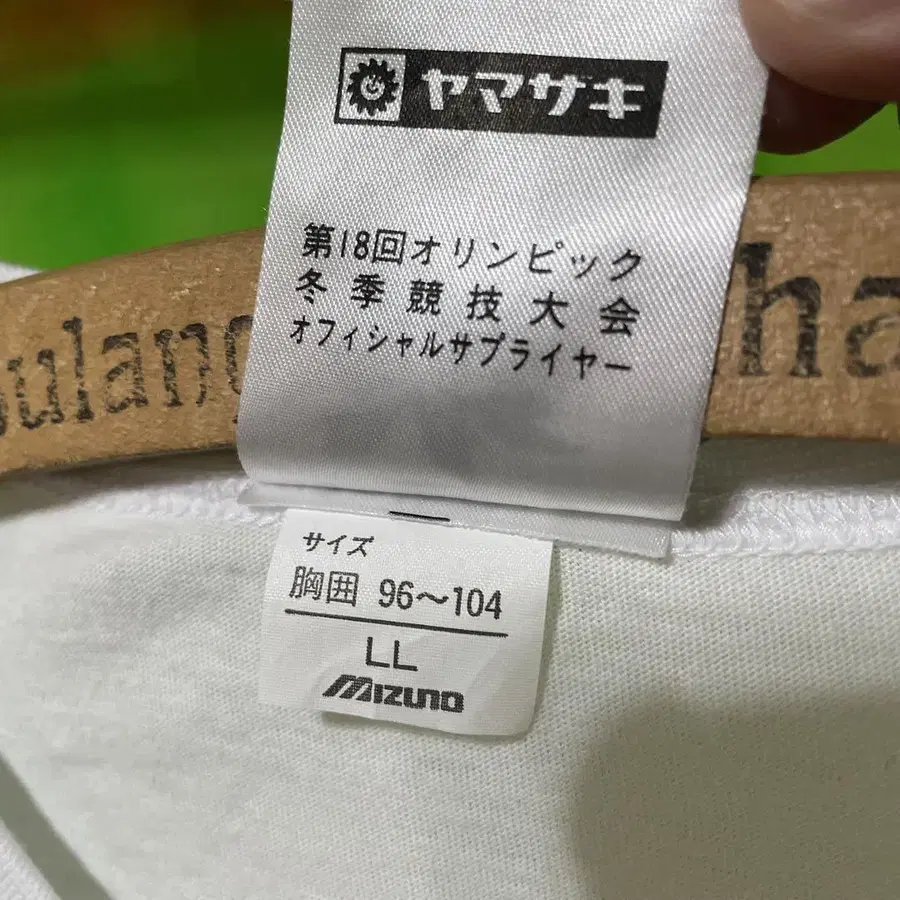 ヤマザキ
第18回オリンピック
冬季競技大会
オフィシャルサプライヤー
サイズ
胸囲 96〜104
LL
MIZUNO